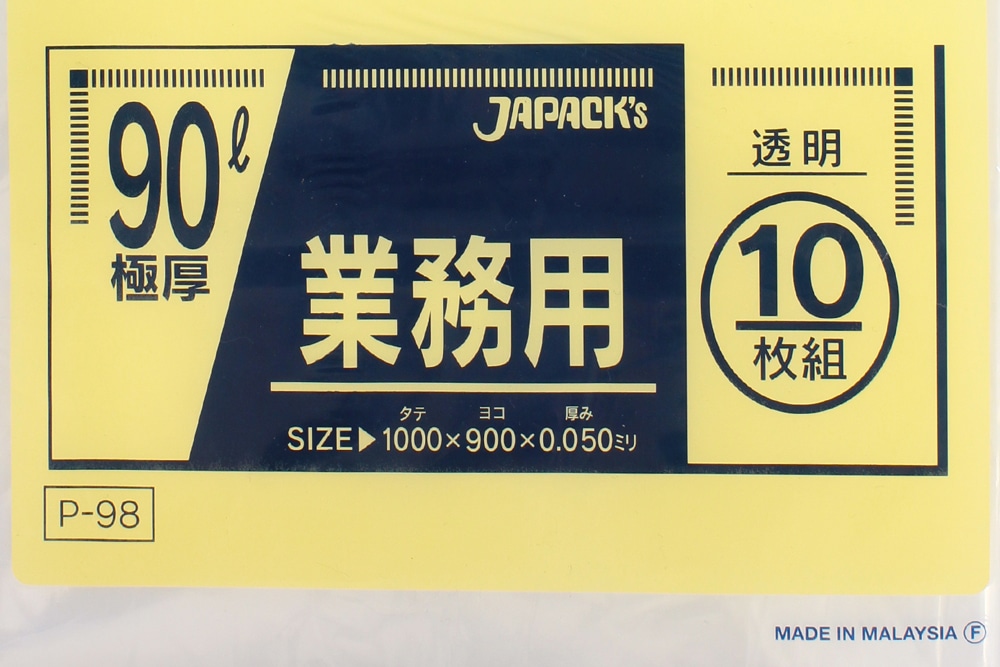 90ℓ
極厚
JAPACK's
業務用
タテ ヨコ 厚み
SIZE▶1000×900×0.050ミリ
透明
10
枚組
P-98
MADE IN MALAYSIA Ⓕ